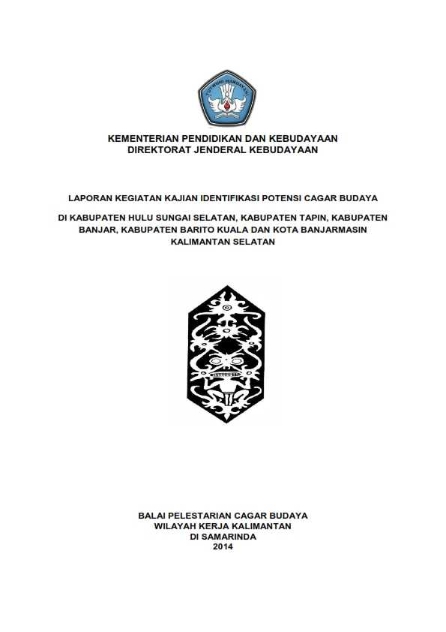 KEMENTERIAN PENDIDIKAN DAN KEBUDAYAAN
DIREKTORAT JENDERAL KEBUDAYAAN
LAPORAN KEGIATAN KAJIAN IDENTIFIKASI POTENSI CAGAR BUDAYA
DI KABUPATEN HULU SUNGAI SELATAN, KABUPATEN TAPIN, KABUPATEN
BANJAR, KABUPATEN BARITO KUALA DAN KOTA BANJARMASIN
KALIMANTAN SELATAN
BALAI PELESTARIAN CAGAR BUDAYA
WILAYAH KERJA KALIMANTAN
DI SAMARINDA
2014